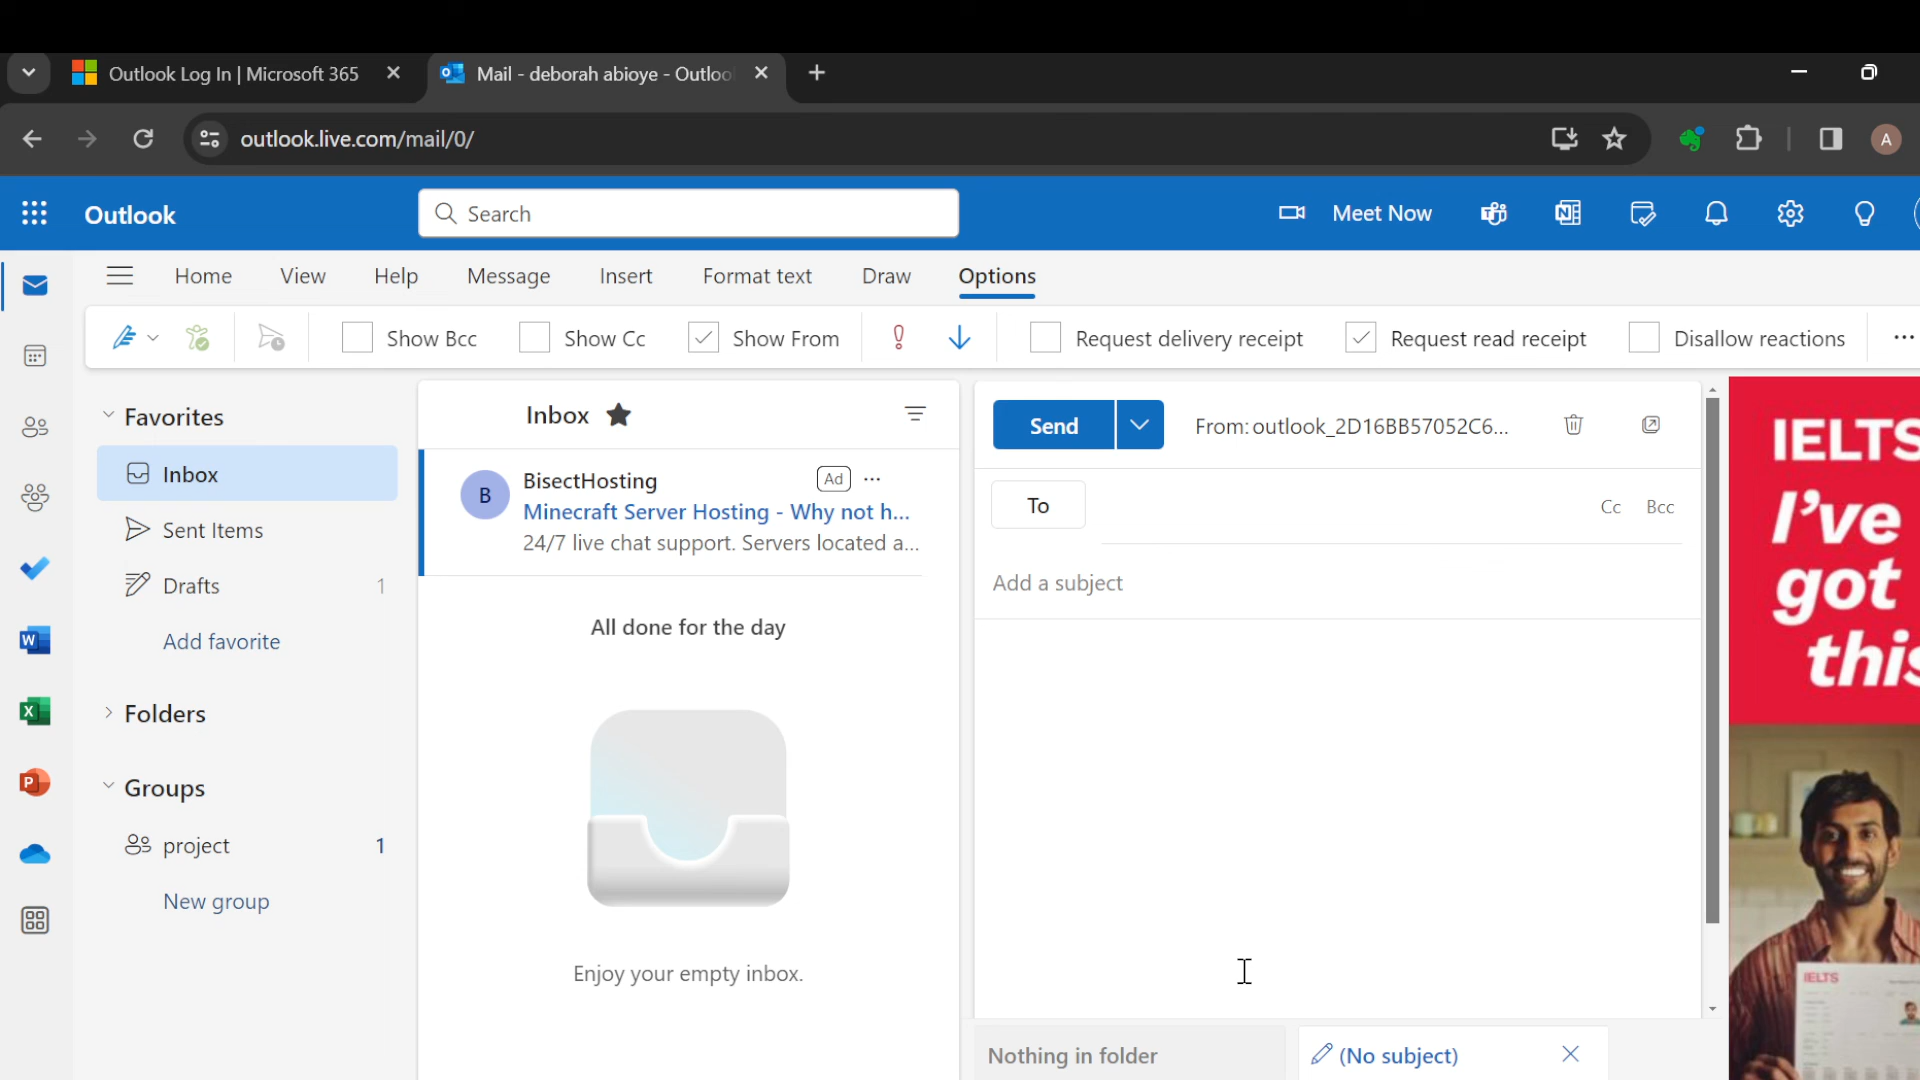 Outlook Log In | Microsoft 365
Mail - deborah abioye - Outloo
outlook.live.com/mail/0/
A
Outlook
Search
Meet Now
Home View Help Message Insert Format text Draw Options
Show Bcc Show Cc Show From Request delivery receipt Request read receipt Disallow reactions
Favorites
Inbox
Sent Items
Drafts 1
Add favorite
Folders
Groups
project 1
New group
Inbox
B
BisectHosting Ad
Minecraft Server Hosting - Why not h...
24/7 live chat support. Servers located a...
All done for the day
Enjoy your empty inbox.
Send
From: outlook_2D16BB57052C6...
To
Cc Bcc
Add a subject
Nothing in folder
(No subject)
IELTS
I've
got
this
IELTS